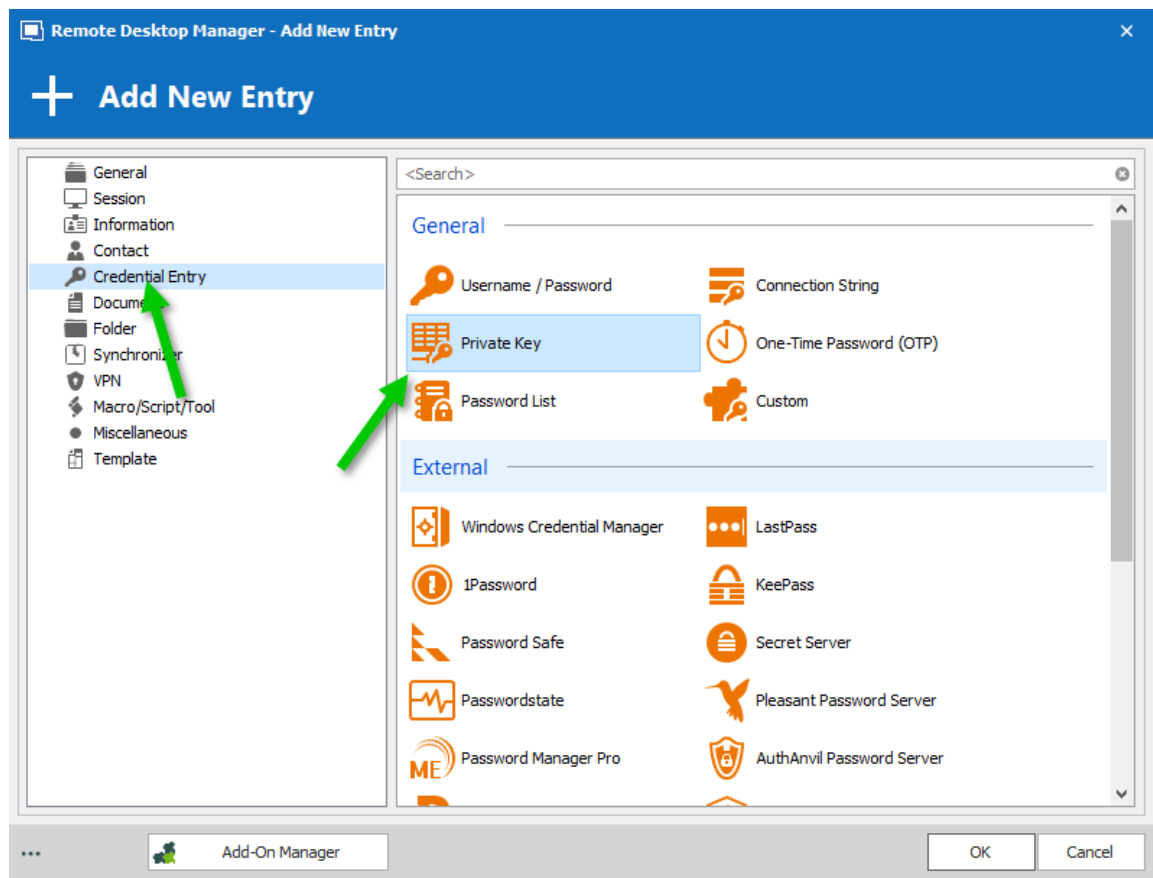 Remote Desktop Manager - Add New Entry
Add New Entry
General
Session
Information
Contact
Credential Entry
Folder
Synchronizer
VPN
Macro/Script/Tool
Miscellaneous
Template
<Search>
General
Username / Password
Connection String
Private Key
One-Time Password (OTP)
Password List
Custom
External
Windows Credential Manager
LastPass
1Password
KeePass
Password Safe
Secret Server
Passwordstate
Pleasant Password Server
ME
Password Manager Pro
AuthAnvil Password Server
...
Add-On Manager
OK
Cancel